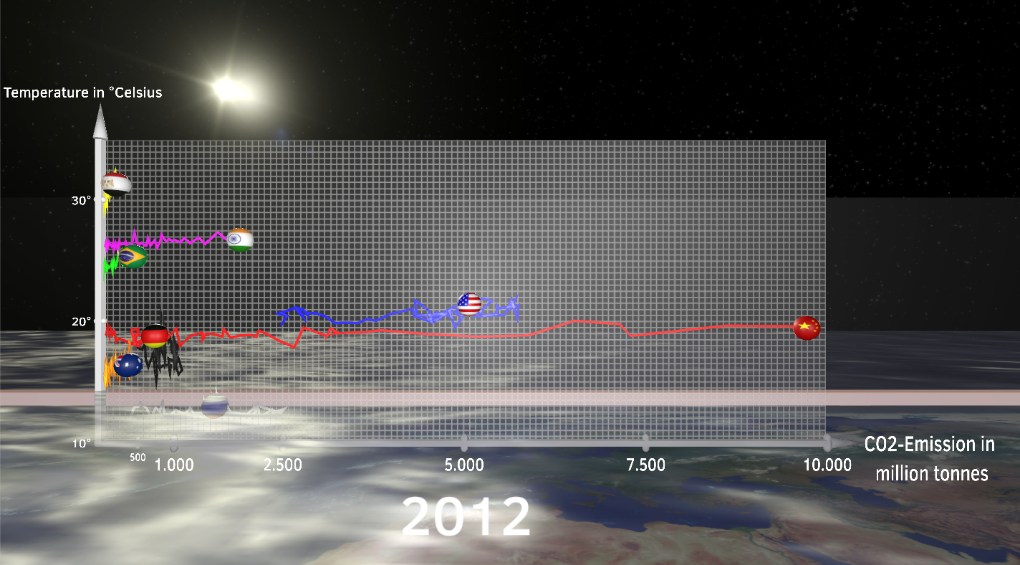 Temperature in °Celsius
30°
20°
10°
500 1.000 2.500 5.000 7.500 10.000
CO2-Emission in
million tonnes
2012